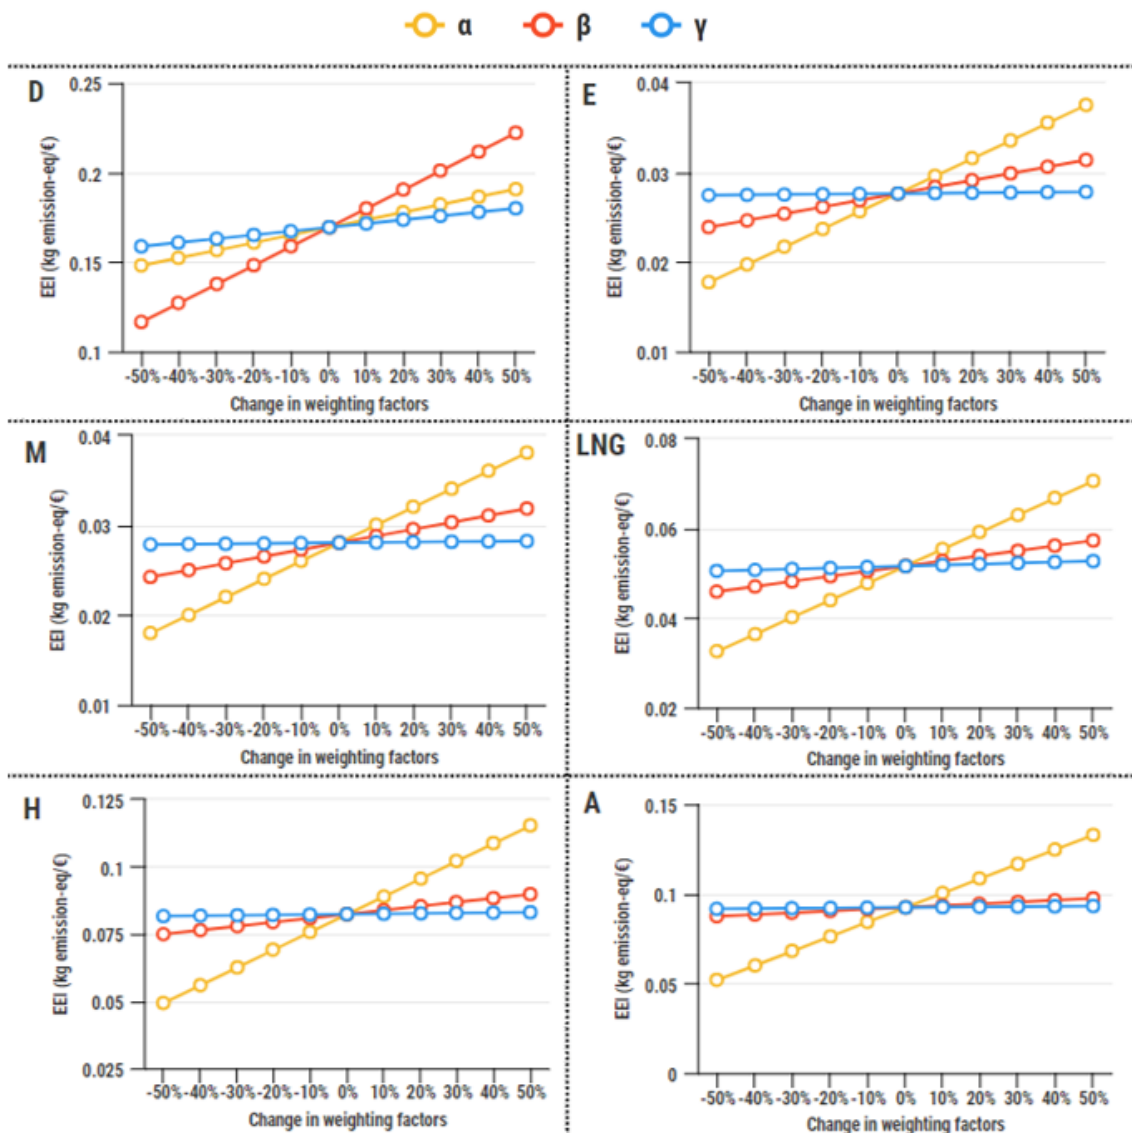 α β γ
D
EEI (kg emission-eq/€)
0.25
0.2
0.15
0.1
-50% -40% -30% -20% -10% 0% 10% 20% 30% 40% 50%
Change in weighting factors
E
EEI (kg emission-eq/€)
0.04
0.03
0.02
0.01
-50% -40% -30% -20% -10% 0% 10% 20% 30% 40% 50%
Change in weighting factors
M
EEI (kg emission-eq/€)
0.04
0.03
0.02
0.01
-50% -40% -30% -20% -10% 0% 10% 20% 30% 40% 50%
Change in weighting factors
LNG
EEI (kg emission-eq/€)
0.08
0.06
0.04
0.02
-50% -40% -30% -20% -10% 0% 10% 20% 30% 40% 50%
Change in weighting factors
H
EEI (kg emission-eq/€)
0.125
0.1
0.075
0.05
0.025
-50% -40% -30% -20% -10% 0% 10% 20% 30% 40% 50%
Change in weighting factors
A
EEI (kg emission-eq/€)
0.15
0.1
0.05
0
-50% -40% -30% -20% -10% 0% 10% 20% 30% 40% 50%
Change in weighting factors